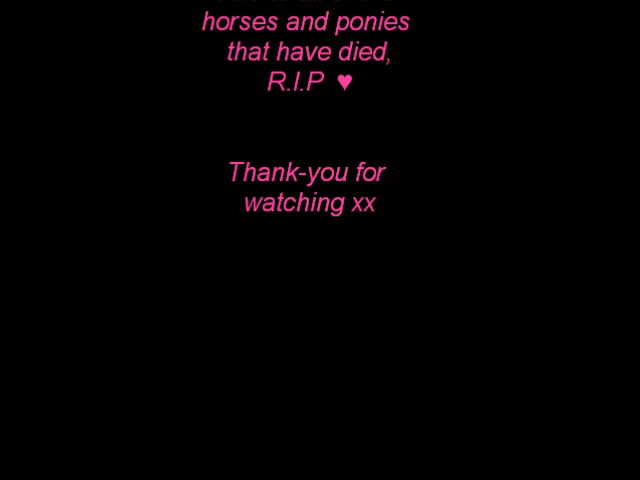 horses and ponies
that have died,
R.I.P ♥
Thank-you for
watching xx